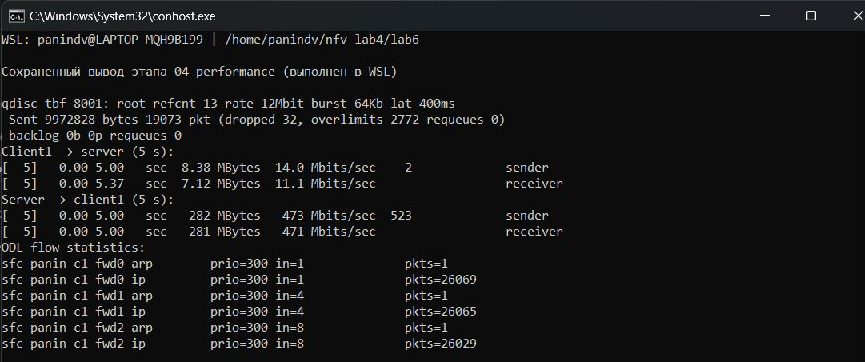 C:\Windows\System32\conhost.exe
WSL: panindv@LAPTOP MQH9B199 | /home/panindv/nfv lab4/lab6
Сохраненный вывод этапа 04 performance (выполнен в WSL)
qdisc tbf 8001: root refcnt 13 rate 12Mbit burst 64Kb lat 400ms
Sent 9972828 bytes 19073 pkt (dropped 32, overlimits 2772 requeues 0)
backlog 0b 0p requeues 0
Client1 > server (5 s):
[ 5] 0.00 5.00 sec 8.38 MBytes 14.0 Mbits/sec 2 sender
[ 5] 0.00 5.37 sec 7.12 MBytes 11.1 Mbits/sec receiver
Server > client1 (5 s):
[ 5] 0.00 5.00 sec 282 MBytes 473 Mbits/sec 523 sender
[ 5] 0.00 5.00 sec 281 MBytes 471 Mbits/sec receiver
ODL flow statistics:
sfc panin c1 fwd0 arp prio=300 in=1 pkts=1
sfc panin c1 fwd0 ip prio=300 in=1 pkts=26069
sfc panin c1 fwd1 arp prio=300 in=4 pkts=1
sfc panin c1 fwd1 ip prio=300 in=4 pkts=26065
sfc panin c1 fwd2 arp prio=300 in=8 pkts=1
sfc panin c1 fwd2 ip prio=300 in=8 pkts=26029